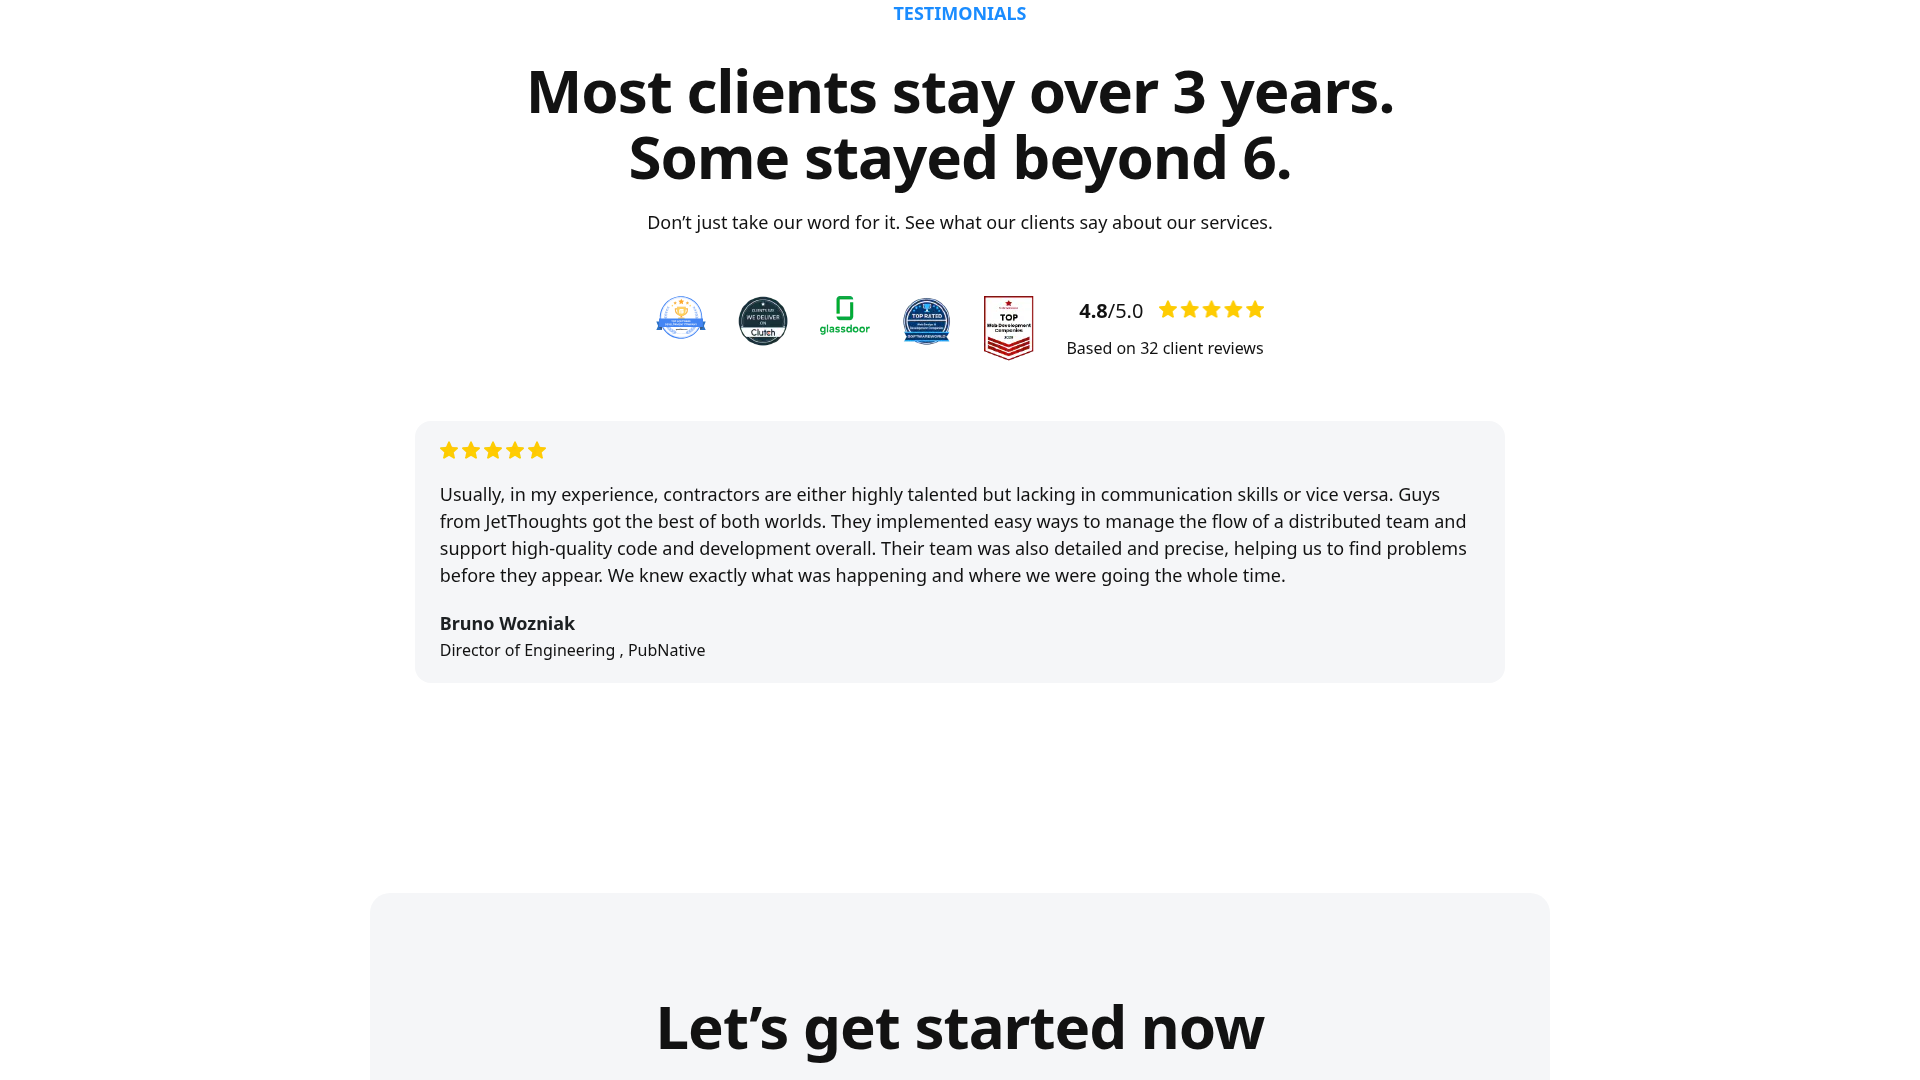 TESTIMONIALS
Most clients stay over 3 years.
Some stayed beyond 6.
Don’t just take our word for it. See what our clients say about our services.
WE DELIVER
ON
Clutch
glassdoor
TOP RATED
TOP
Web Development
Companies
4.8/5.0
Based on 32 client reviews
Usually, in my experience, contractors are either highly talented but lacking in communication skills or vice versa. Guys
from JetThoughts got the best of both worlds. They implemented easy ways to manage the flow of a distributed team and
support high-quality code and development overall. Their team was also detailed and precise, helping us to find problems
before they appear. We knew exactly what was happening and where we were going the whole time.
Bruno Wozniak
Director of Engineering , PubNative
Let’s get started now